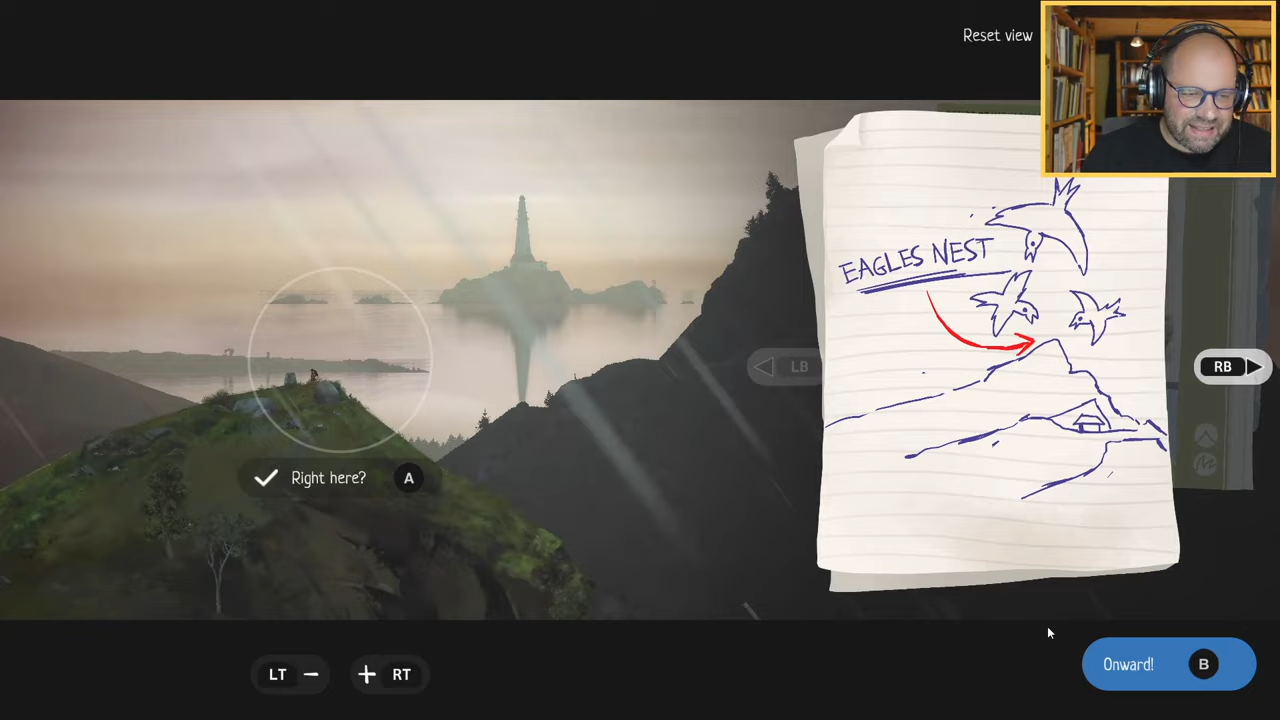 Reset view
EAGLES NEST
LB
RB
Right here? A
LT
RT
Onward! B